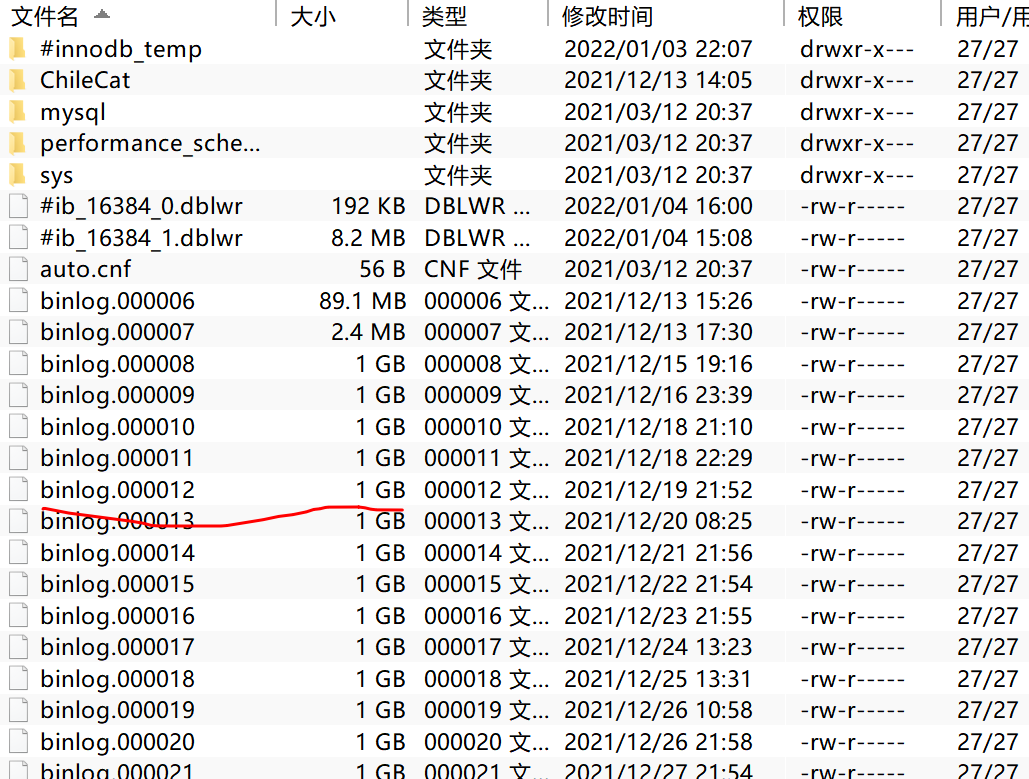 文件名 大小 类型 修改时间 权限 用户/用
#innodb_temp 文件夹 2022/01/03 22:07 drwxr-x--- 27/27
ChileCat 文件夹 2021/12/13 14:05 drwxr-x--- 27/27
mysql 文件夹 2021/03/12 20:37 drwxr-x--- 27/27
performance_sche... 文件夹 2021/03/12 20:37 drwxr-x--- 27/27
sys 文件夹 2021/03/12 20:37 drwxr-x--- 27/27
#ib_16384_0.dblwr 192 KB DBLWR ... 2022/01/04 16:00 -rw-r----- 27/27
#ib_16384_1.dblwr 8.2 MB DBLWR ... 2022/01/04 15:08 -rw-r----- 27/27
auto.cnf 56 B CNF 文件 2021/03/12 20:37 -rw-r----- 27/27
binlog.000006 89.1 MB 000006 文... 2021/12/13 15:26 -rw-r----- 27/27
binlog.000007 2.4 MB 000007 文... 2021/12/13 17:30 -rw-r----- 27/27
binlog.000008 1 GB 000008 文... 2021/12/15 19:16 -rw-r----- 27/27
binlog.000009 1 GB 000009 文... 2021/12/16 23:39 -rw-r----- 27/27
binlog.000010 1 GB 000010 文... 2021/12/18 21:10 -rw-r----- 27/27
binlog.000011 1 GB 000011 文... 2021/12/18 22:29 -rw-r----- 27/27
binlog.000012 1 GB 000012 文... 2021/12/19 21:52 -rw-r----- 27/27
binlog.000013 1 GB 000013 文... 2021/12/20 08:25 -rw-r----- 27/27
binlog.000014 1 GB 000014 文... 2021/12/21 21:56 -rw-r----- 27/27
binlog.000015 1 GB 000015 文... 2021/12/22 21:54 -rw-r----- 27/27
binlog.000016 1 GB 000016 文... 2021/12/23 21:55 -rw-r----- 27/27
binlog.000017 1 GB 000017 文... 2021/12/24 13:23 -rw-r----- 27/27
binlog.000018 1 GB 000018 文... 2021/12/25 13:31 -rw-r----- 27/27
binlog.000019 1 GB 000019 文... 2021/12/26 10:58 -rw-r----- 27/27
binlog.000020 1 GB 000020 文... 2021/12/26 21:58 -rw-r----- 27/27
binlog.000021 1 GB 000021 文... 2021/12/27 21:54 -rw-r----- 27/27